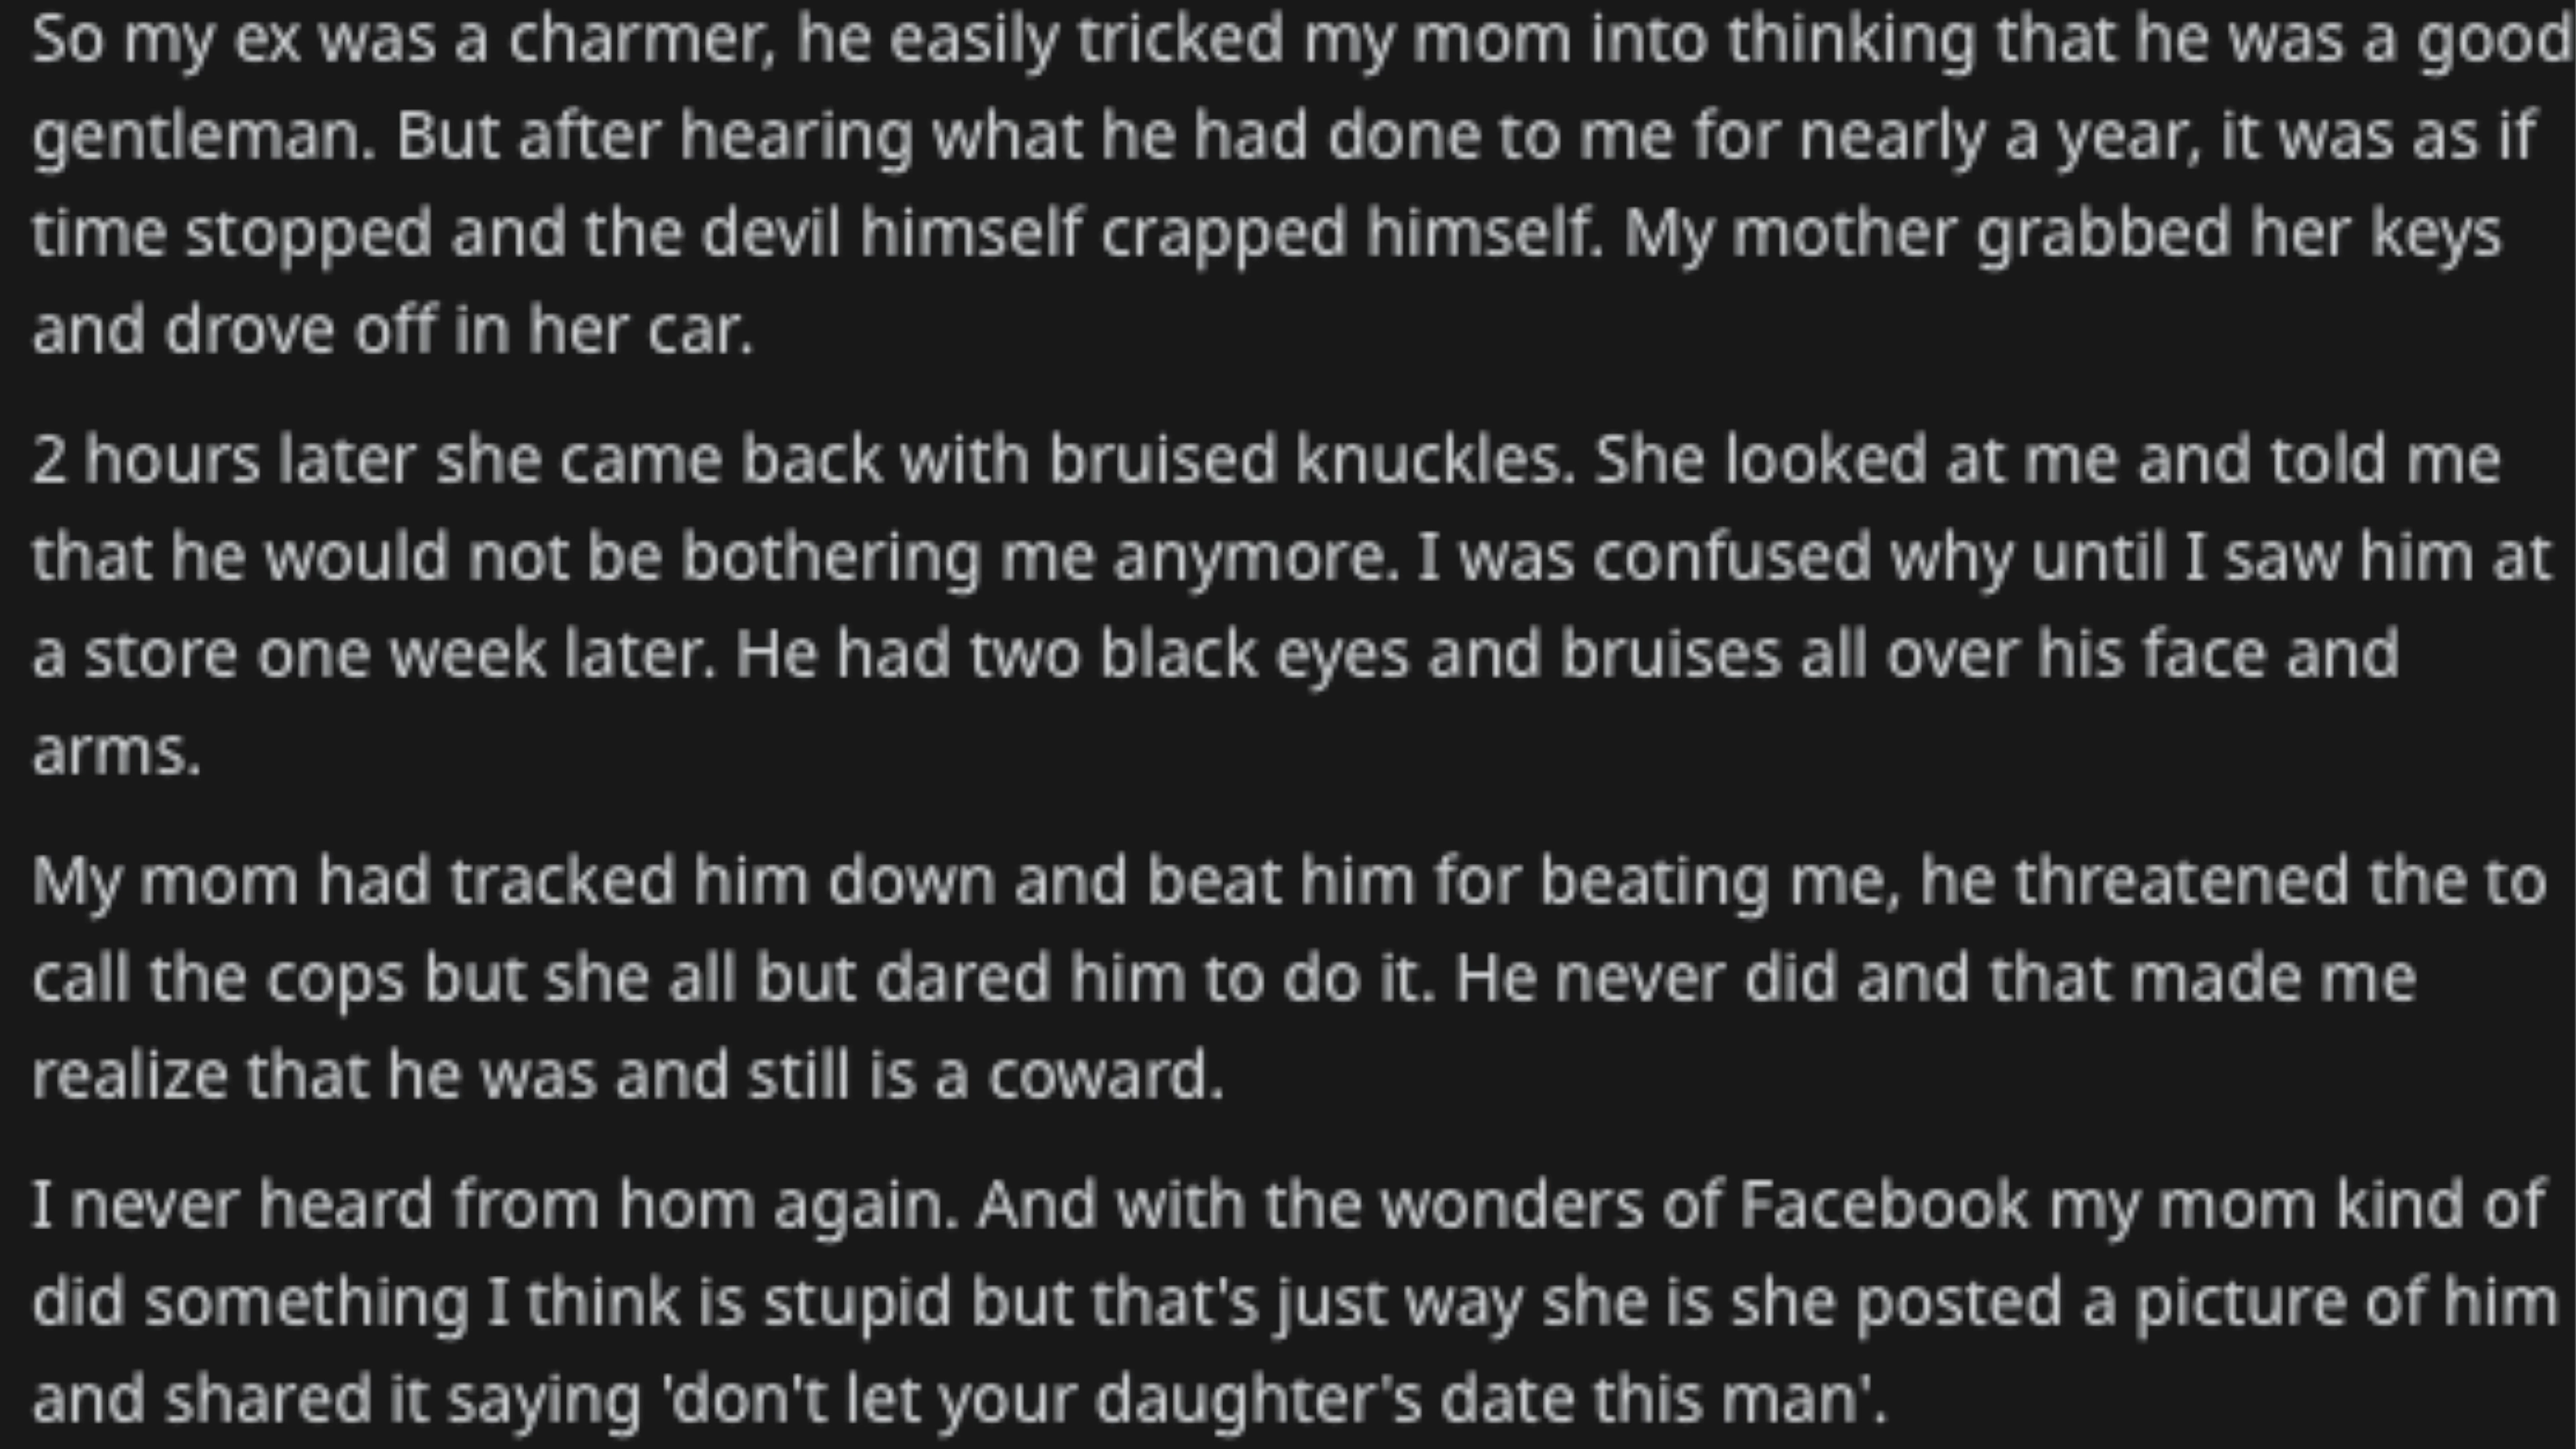 So my ex was a charmer, he easily tricked my mom into thinking that he was a good
gentleman. But after hearing what he had done to me for nearly a year, it was as if
time stopped and the devil himself crapped himself. My mother grabbed her keys
and drove off in her car.
2 hours later she came back with bruised knuckles. She looked at me and told me
that he would not be bothering me anymore. I was confused why until I saw him at
a store one week later. He had two black eyes and bruises all over his face and
arms.
My mom had tracked him down and beat him for beating me, he threatened the to
call the cops but she all but dared him to do it. He never did and that made me
realize that he was and still is a coward.
I never heard from hom again. And with the wonders of Facebook my mom kind of
did something I think is stupid but that's just way she is she posted a picture of him
and shared it saying 'don't let your daughter's date this man'.